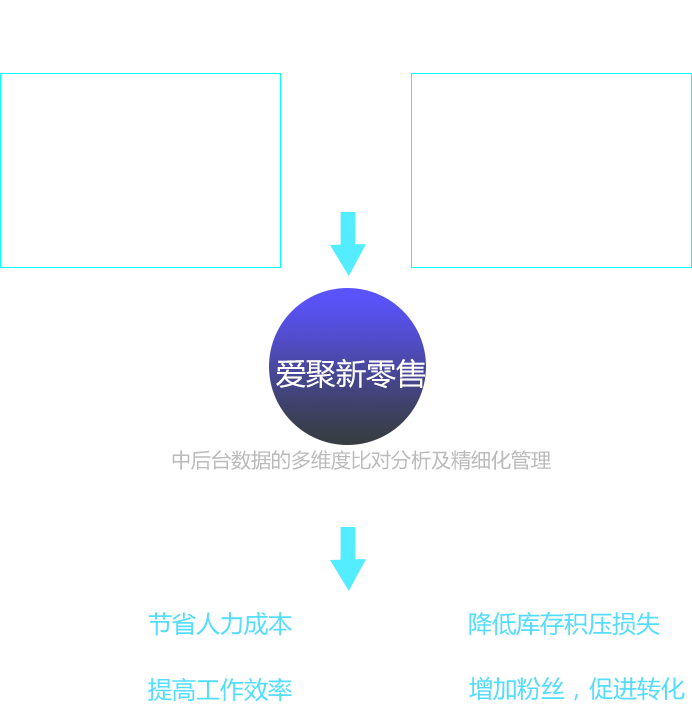 爱聚新零售
中后台数据的多维度比对分析及精细化管理
节省人力成本
降低库存积压损失
提高工作效率
增加粉丝，促进转化